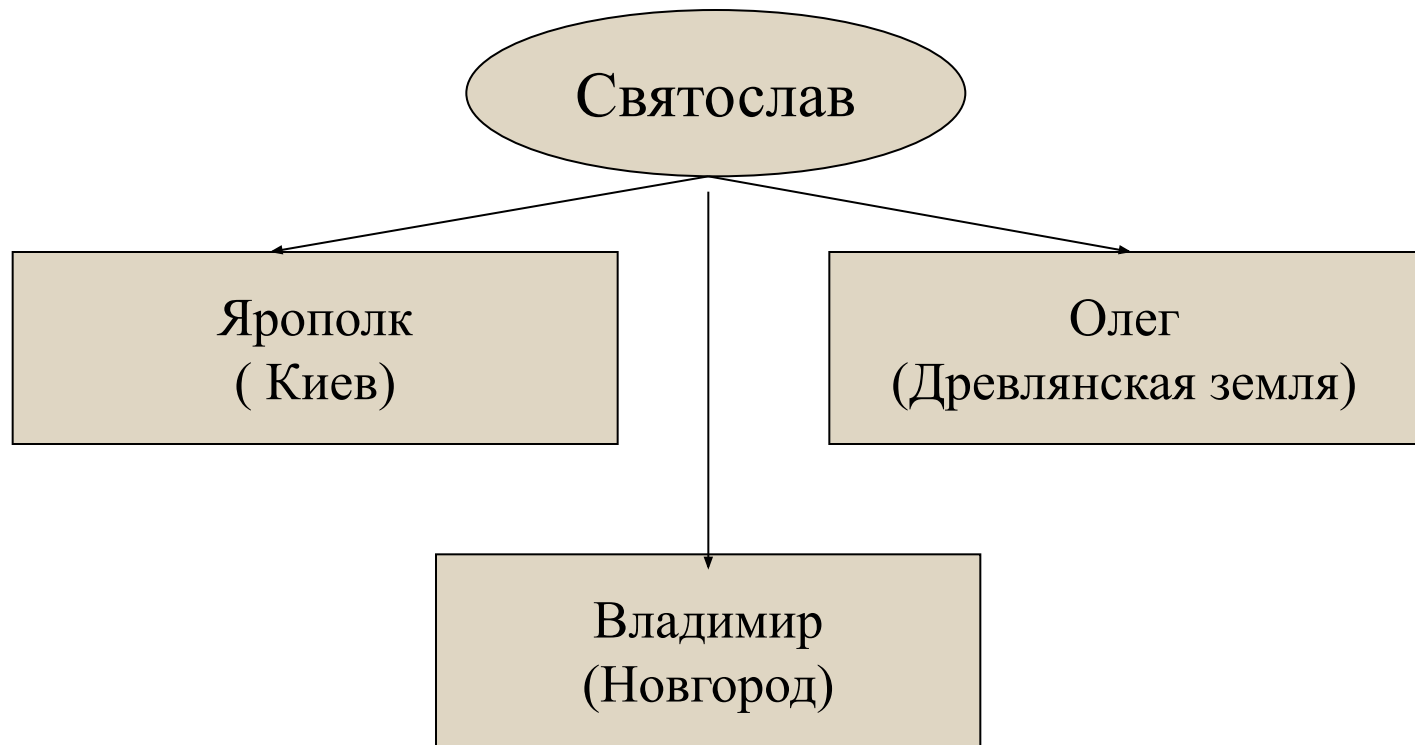 Святослав
Ярополк
( Киев)
Олег
(Древлянская земля)
Владимир
(Новгород)